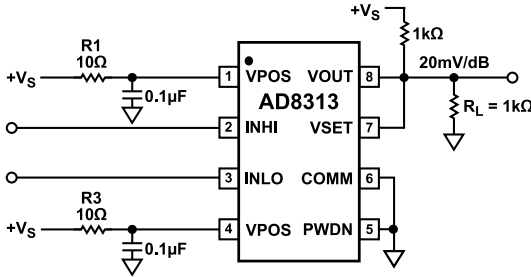 +VS
1kΩ
R1
10Ω
20mV/dB
+VS
1 VPOS VOUT 8
0.1µF
AD8313
RL = 1kΩ
2 INHI VSET 7
3 INLO COMM 6
R3
10Ω
+VS
4 VPOS PWDN 5
0.1µF